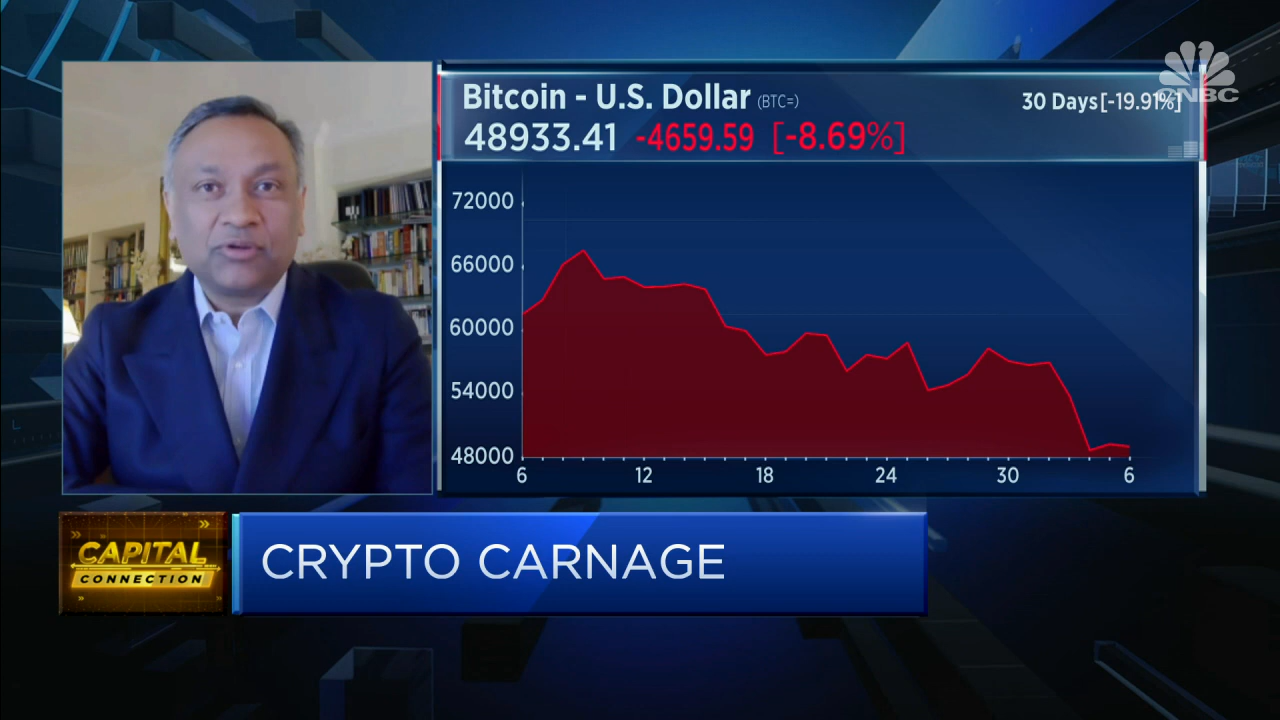 CNBC
Bitcoin - U.S. Dollar (BTC=)
30 Days[-19.91%]
48933.41 -4659.59 [-8.69%]
72000
66000
60000
54000
48000
6 12 18 24 30 6
CAPITAL
CONNECTION
CRYPTO CARNAGE